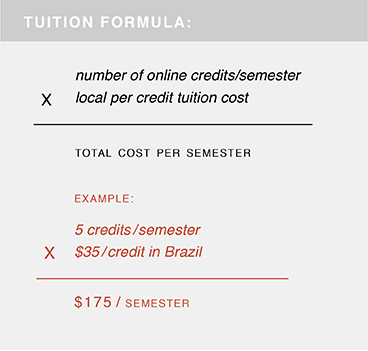 TUITION FORMULA:
number of online credits/semester
X local per credit tuition cost
TOTAL COST PER SEMESTER
EXAMPLE:
5 credits/semester
X $35/credit in Brazil
$175 / SEMESTER